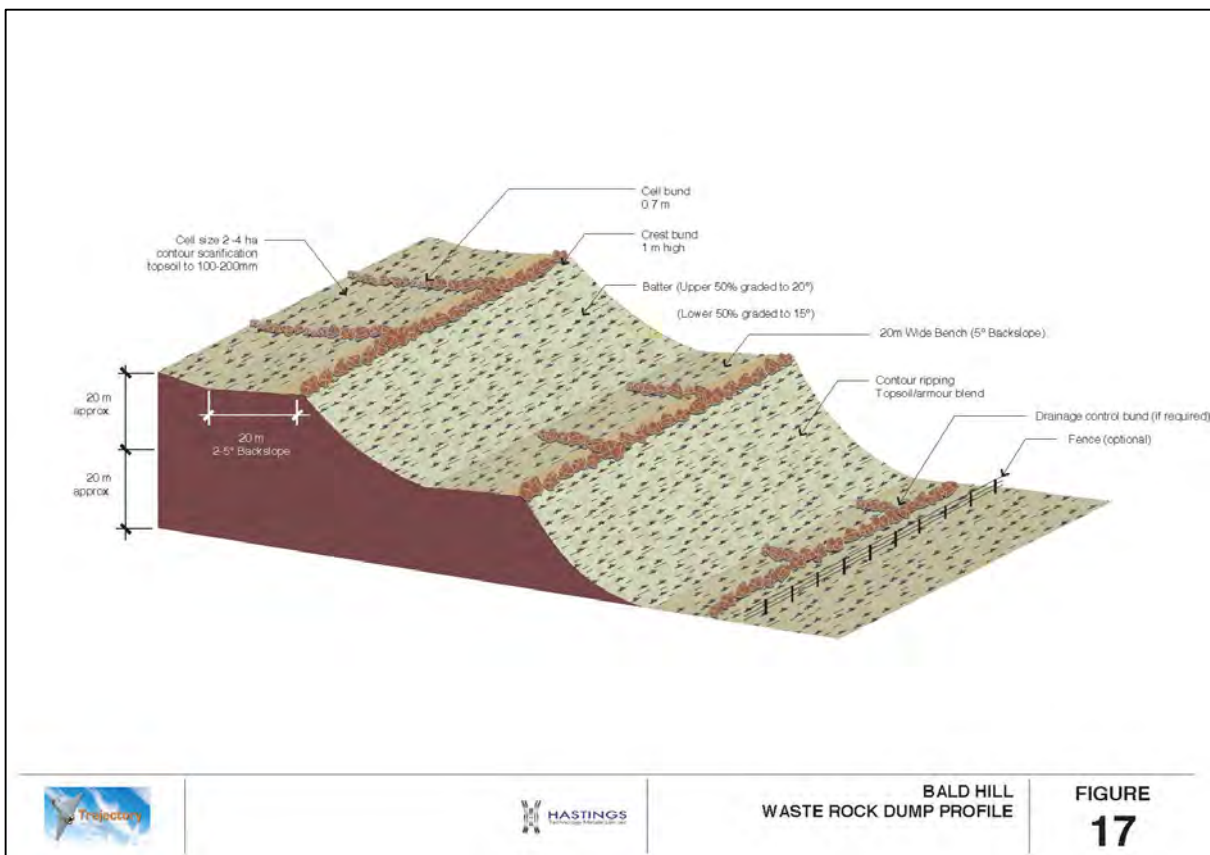 Cell bund
0.7 m
Cell size 2 -4 ha
contour scarification
topsoil to 100-200mm
Crest bund
1 m high
Batter (Upper 50% graded to 20°)
(Lower 50% graded to 15°)
20m Wide Bench (5° Backslope)
Contour ripping
Topsoil/armour blend
Drainage control bund (if required)
Fence (optional)
20 m
approx
20 m
2-5° Backslope
20 m
approx
Trajectory
HASTINGS
Technology Metals
BALD HILL
WASTE ROCK DUMP PROFILE
FIGURE
17